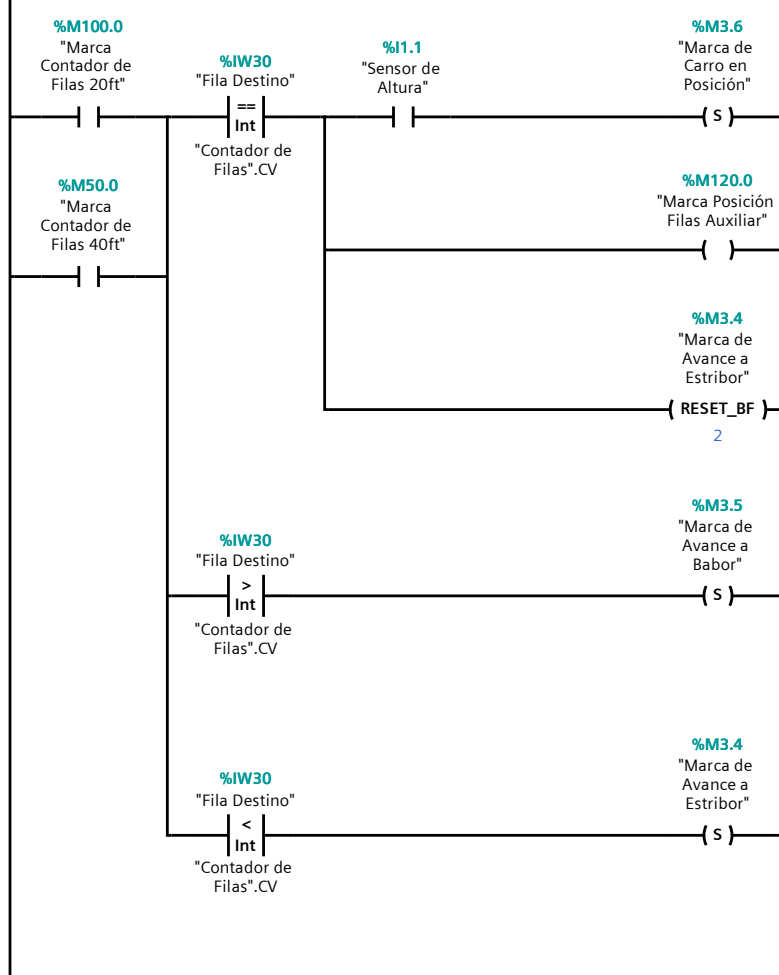 %M100.0
"Marca
Contador de
Filas 20ft"
%IW30
"Fila Destino"
==
Int
"Contador de
Filas".CV
%I1.1
"Sensor de
Altura"
%M3.6
"Marca de
Carro en
Posición"
S
%M50.0
"Marca
Contador de
Filas 40ft"
%M120.0
"Marca Posición
Filas Auxiliar"
%M3.4
"Marca de
Avance a
Estribor"
RESET_BF
2
%IW30
"Fila Destino"
>
Int
"Contador de
Filas".CV
%M3.5
"Marca de
Avance a
Babor"
S
%IW30
"Fila Destino"
<
Int
"Contador de
Filas".CV
%M3.4
"Marca de
Avance a
Estribor"
S